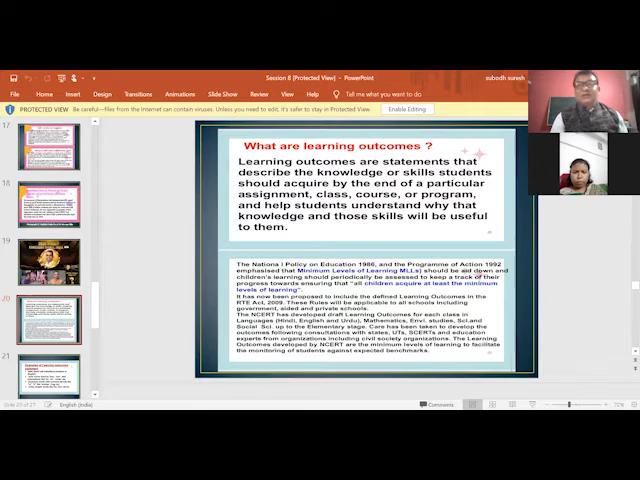 Session 8 (Protected View) - PowerPoint
subodh suresh
File
Home
Insert
Design
Transitions
Animations
Slide Show
Review
View
Help
Tell me what you want to do
PROTECTED VIEW
Be careful—files from the Internet can contain viruses. Unless you need to edit, it's safer to stay in Protected View.
Enable Editing
17
18
19
20
21
What are learning outcomes ?
Learning outcomes are statements that
describe the knowledge or skills students
should acquire by the end of a particular
assignment, class, course, or program,
and help students understand why that
knowledge and those skills will be useful
to them.
The Nationa l Policy on Education 1986, and the Programme of Action 1992
emphasised that Minimum Levels of Learning MLLs) should be aid down and
children's learning should periodically be assessed to keep a track of their
progress towards ensuring that "all children acquire at least the minimum
levels of learning".
It has now been proposed to include the defined Learning Outcomes in the
RTE Act, 2009. These Rules will be applicable to all schools including
government, aided and private schools.
The NCERT has developed draft Learning Outcomes for each class in
Languages (Hindi, English and Urdu), Mathematics, Envi. studies, Sci.and
Social Sci. up to the Elementary stage. Care has been taken to develop the
outcomes following consultations with states, UTs, SCERTs and education
experts from organizations including civil society organizations. The Learning
Outcomes developed by NCERT are the minimum levels of learning to facilitate
the monitoring of students against expected benchmarks.
Slide 20 of 27
English (India)
Comments
72%